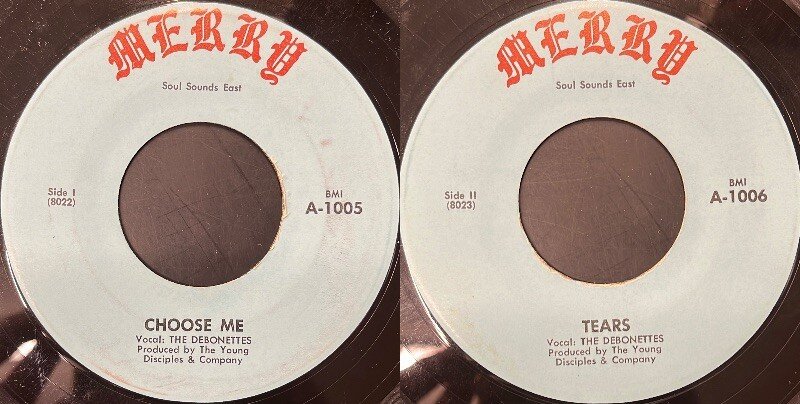 MERRY
Soul Sounds East
Side I
(8022)
BMI
A-1005
CHOOSE ME
Vocal: THE DEBONETTES
Produced by The Young
Disciples & Company
MERRY
Soul Sounds East
Side II
(8023)
BMI
A-1006
TEARS
Vocal: THE DEBONETTES
Produced by The Young
Disciples & Company